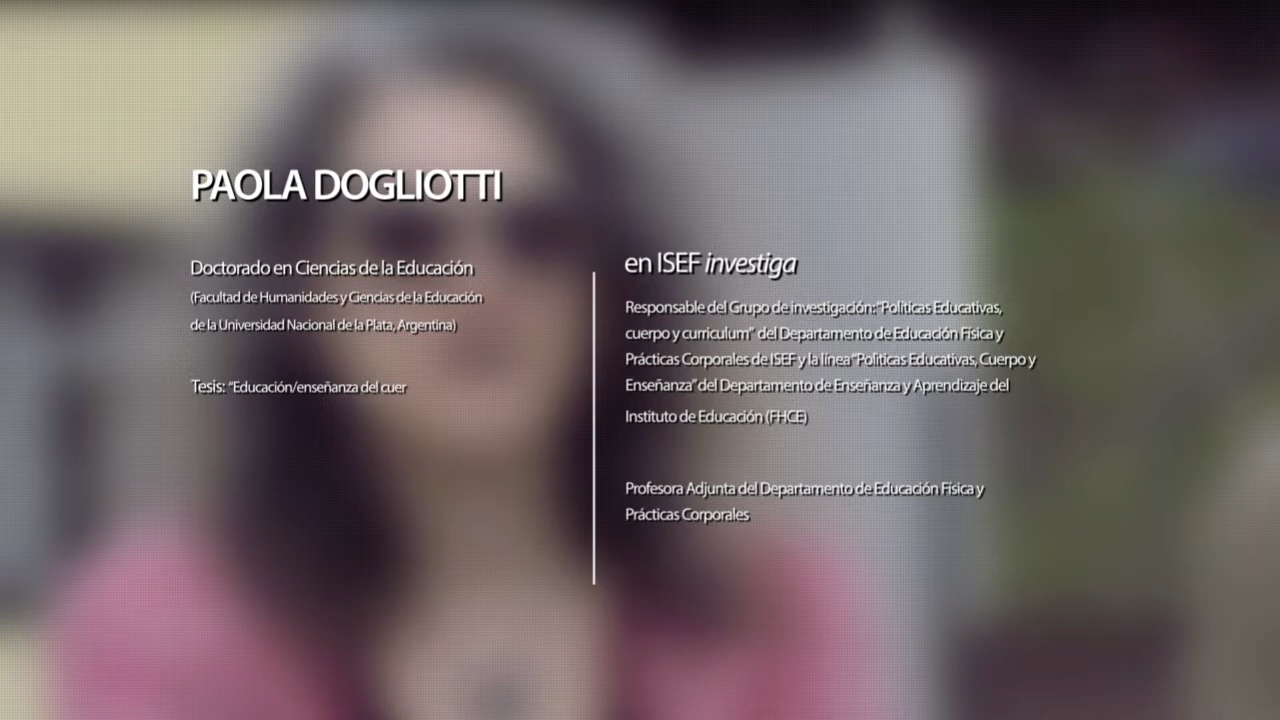 PAOLA DOGLIOTTI
Doctorado en Ciencias de la Educación
(Facultad de Humanidades y Ciencias de la Educación
de la Universidad Nacional de la Plata, Argentina)
Tesis: “Educación/enseñanza del cuer
en ISEF investiga
Responsable del Grupo de investigación: “Políticas Educativas,
cuerpo y curriculum” del Departamento de Educación Física y
Prácticas Corporales de ISEF y la línea “Políticas Educativas, Cuerpo y
Enseñanza” del Departamento de Enseñanza y Aprendizaje del
Instituto de Educación (FHCE)
Profesora Adjunta del Departamento de Educación Física y
Prácticas Corporales